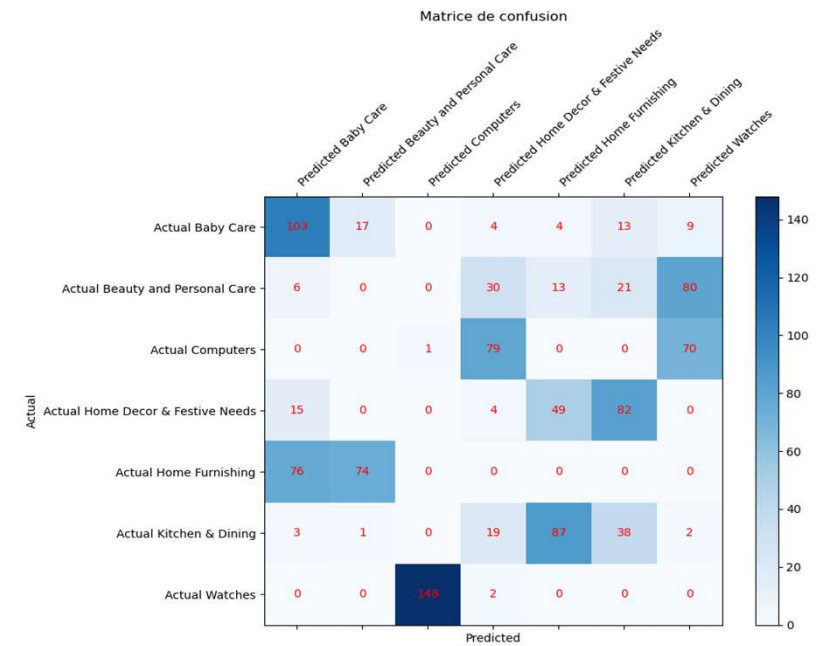 Matrice de confusion
Predicted Baby Care
Predicted Beauty and Personal Care
Predicted Computers
Predicted Home Decor & Festive Needs
Predicted Home Furnishing
Predicted Kitchen & Dining
Predicted Watches
Actual Baby Care 103 17 0 4 4 13 9
Actual Beauty and Personal Care 6 0 0 30 13 21 80
Actual Computers 0 0 1 79 0 0 70
Actual Home Decor & Festive Needs 15 0 0 4 49 82 0
Actual Home Furnishing 76 74 0 0 0 0 0
Actual Kitchen & Dining 3 1 0 19 87 38 2
Actual Watches 0 0 148 2 0 0 0
Actual
Predicted
140
120
100
80
60
40
20
0